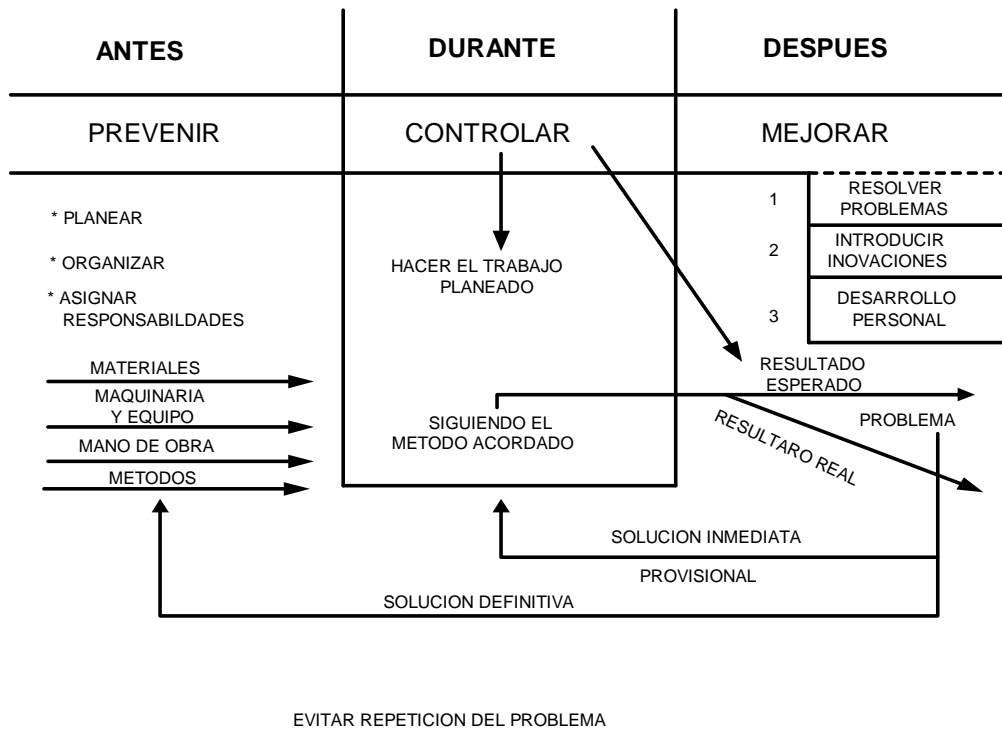 ANTES
DURANTE
DESPUES
PREVENIR
CONTROLAR
MEJORAR
* PLANEAR
* ORGANIZAR
* ASIGNAR
RESPONSABILDADES
MATERIALES
MAQUINARIA
Y EQUIPO
MANO DE OBRA
METODOS
HACER EL TRABAJO
PLANEADO
SIGUIENDO EL
METODO ACORDADO
1
RESOLVER
PROBLEMAS
2
INTRODUCIR
INOVACIONES
3
DESARROLLO
PERSONAL
RESULTADO
ESPERADO
PROBLEMA
RESULTARO REAL
SOLUCION INMEDIATA
PROVISIONAL
SOLUCION DEFINITIVA
EVITAR REPETICION DEL PROBLEMA